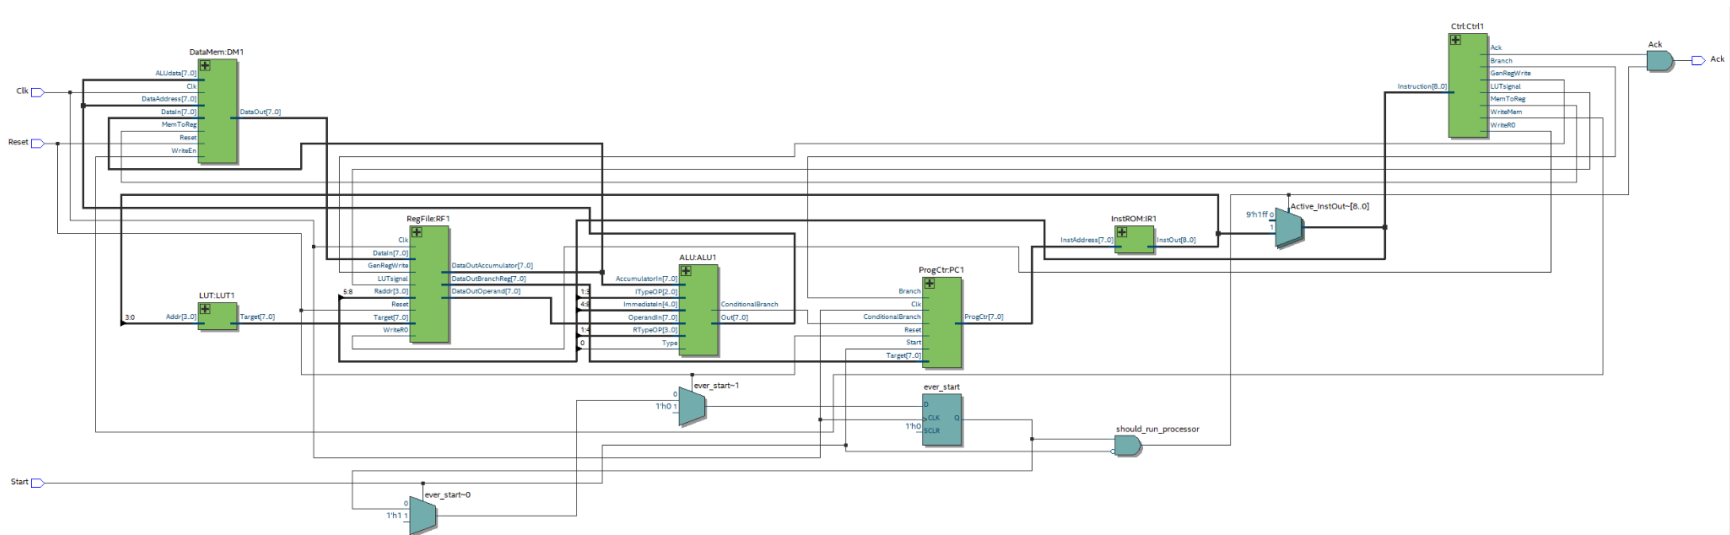 Ctrl:Ctrl1
Ack
Branch
GenRegWrite
LUTsignal
MemToReg
WriteMem
WriteR0
Instruction[8..0]
Ack
Ack
DataMem:DM1
ALUdata[7..0]
Clk
DataAddress[7..0]
DataIn[7..0]
MemToReg
Reset
WriteEn
DataOut[7..0]
Clk
Reset
Active_InstOut~[8..0]
9'h1ff 0
1
InstROM:IR1
InstAddress[7..0]
InstOut[8..0]
RegFile:RF1
Clk
DataIn[7..0]
GenRegWrite
LUTsignal
5:8
Raddr[3..0]
Reset
Target[7..0]
WriteR0
DataOutAccumulator[7..0]
DataOutBranchReg[7..0]
DataOutOperand[7..0]
ALU:ALU1
AccumulatorIn[7..0]
1:3
ITypeOP[2..0]
ImmediateIn[4..0]
OperandIn[7..0]
1:4
RTypeOP[3..0]
0
Type
ConditionalBranch
Out[7..0]
ProgCtr:PC1
Branch
Clk
ConditionalBranch
Reset
Start
Target[7..0]
ProgCtr[7..0]
LUT:LUT1
3:0
Addr[3..0]
Target[7..0]
ever_start~1
0
1'h0 1
ever_start
D
CLK
1'h0
SCLR
Q
should_run_processor
Start
ever_start~0
0
1'h1 1